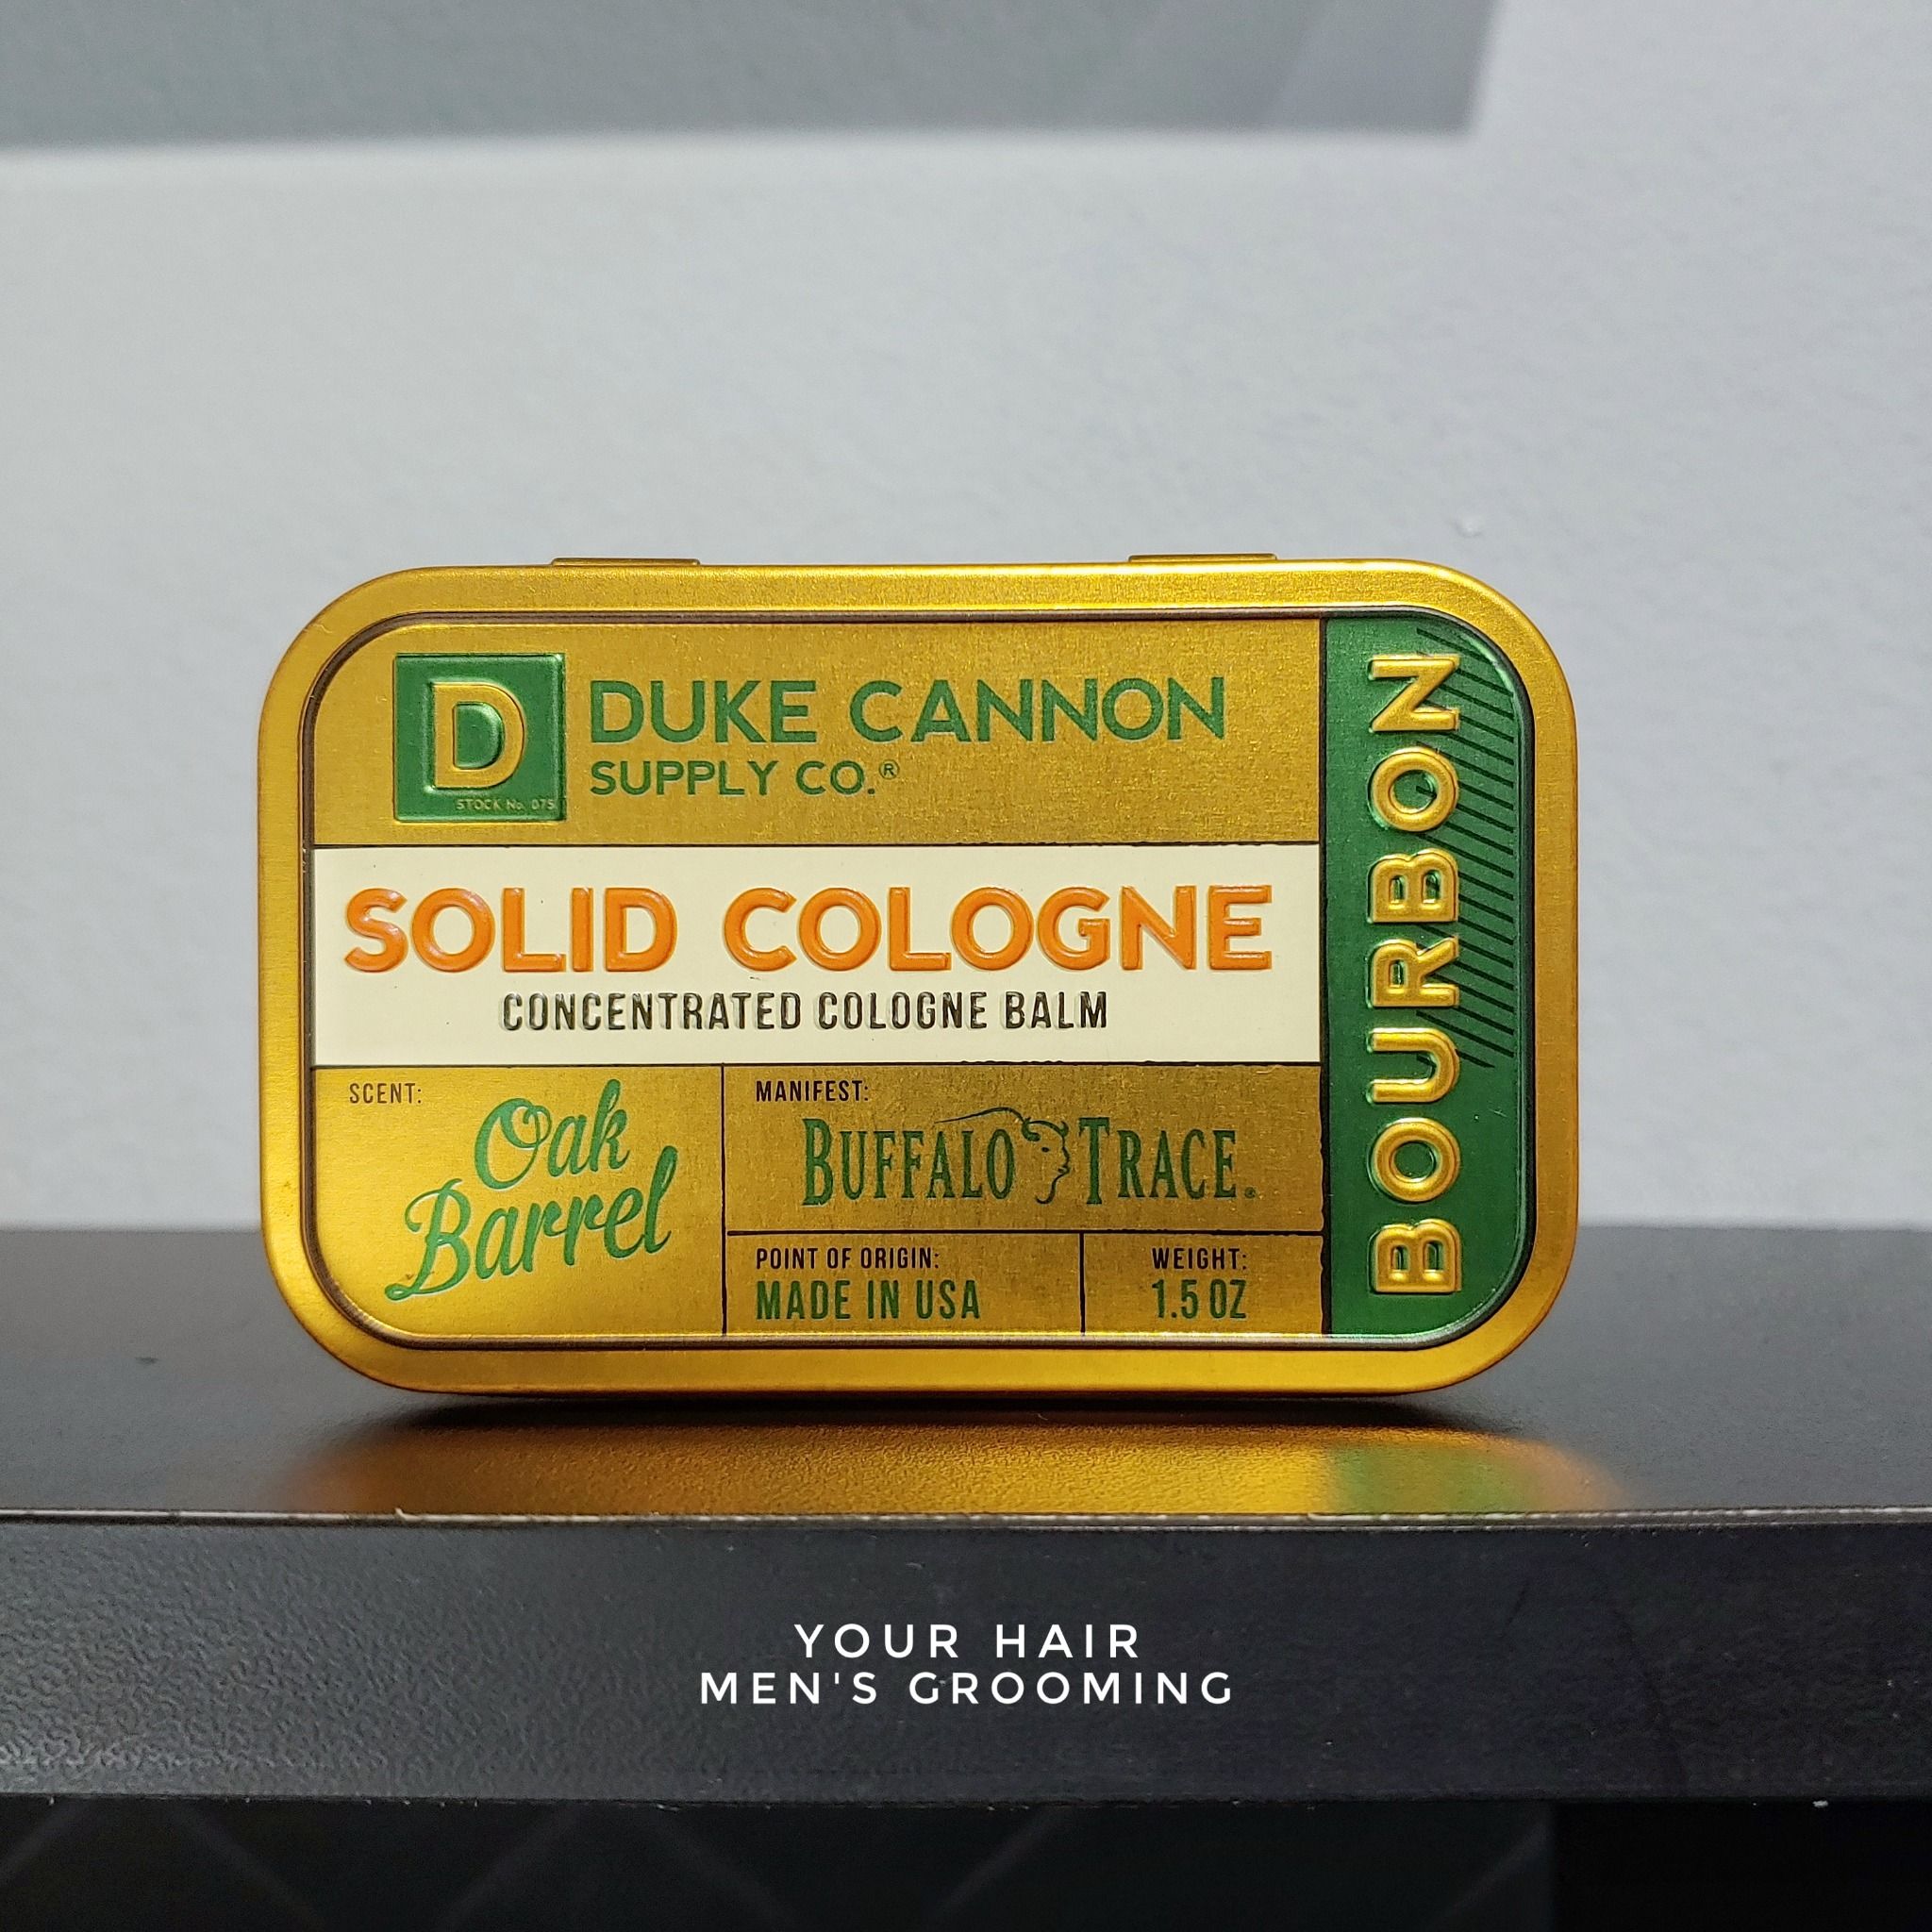 D
STOCK No. 075
DUKE CANNON
SUPPLY CO.®
SOLID COLOGNE
CONCENTRATED COLOGNE BALM
SCENT:
Oak
Barrel
MANIFEST:
BUFFALO TRACE
POINT OF ORIGIN:
MADE IN USA
WEIGHT:
1.5 OZ
BOURBON
YOUR HAIR
MEN'S GROOMING